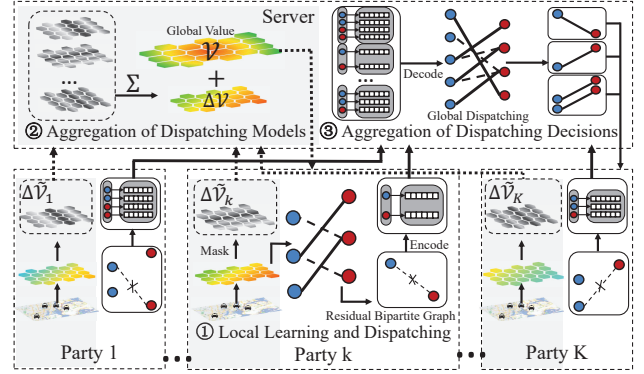 Server
Global Value
𝒱
+
Δ𝒱
Σ
...
② Aggregation of Dispatching Models
...
Decode
Global Dispatching
③ Aggregation of Dispatching Decisions
Δ𝒱̃₁
Δ𝒱̃ₖ
Δ𝒱̃_K
Mask
Encode
Residual Bipartite Graph
① Local Learning and Dispatching
Party 1
...
Party k
...
Party K